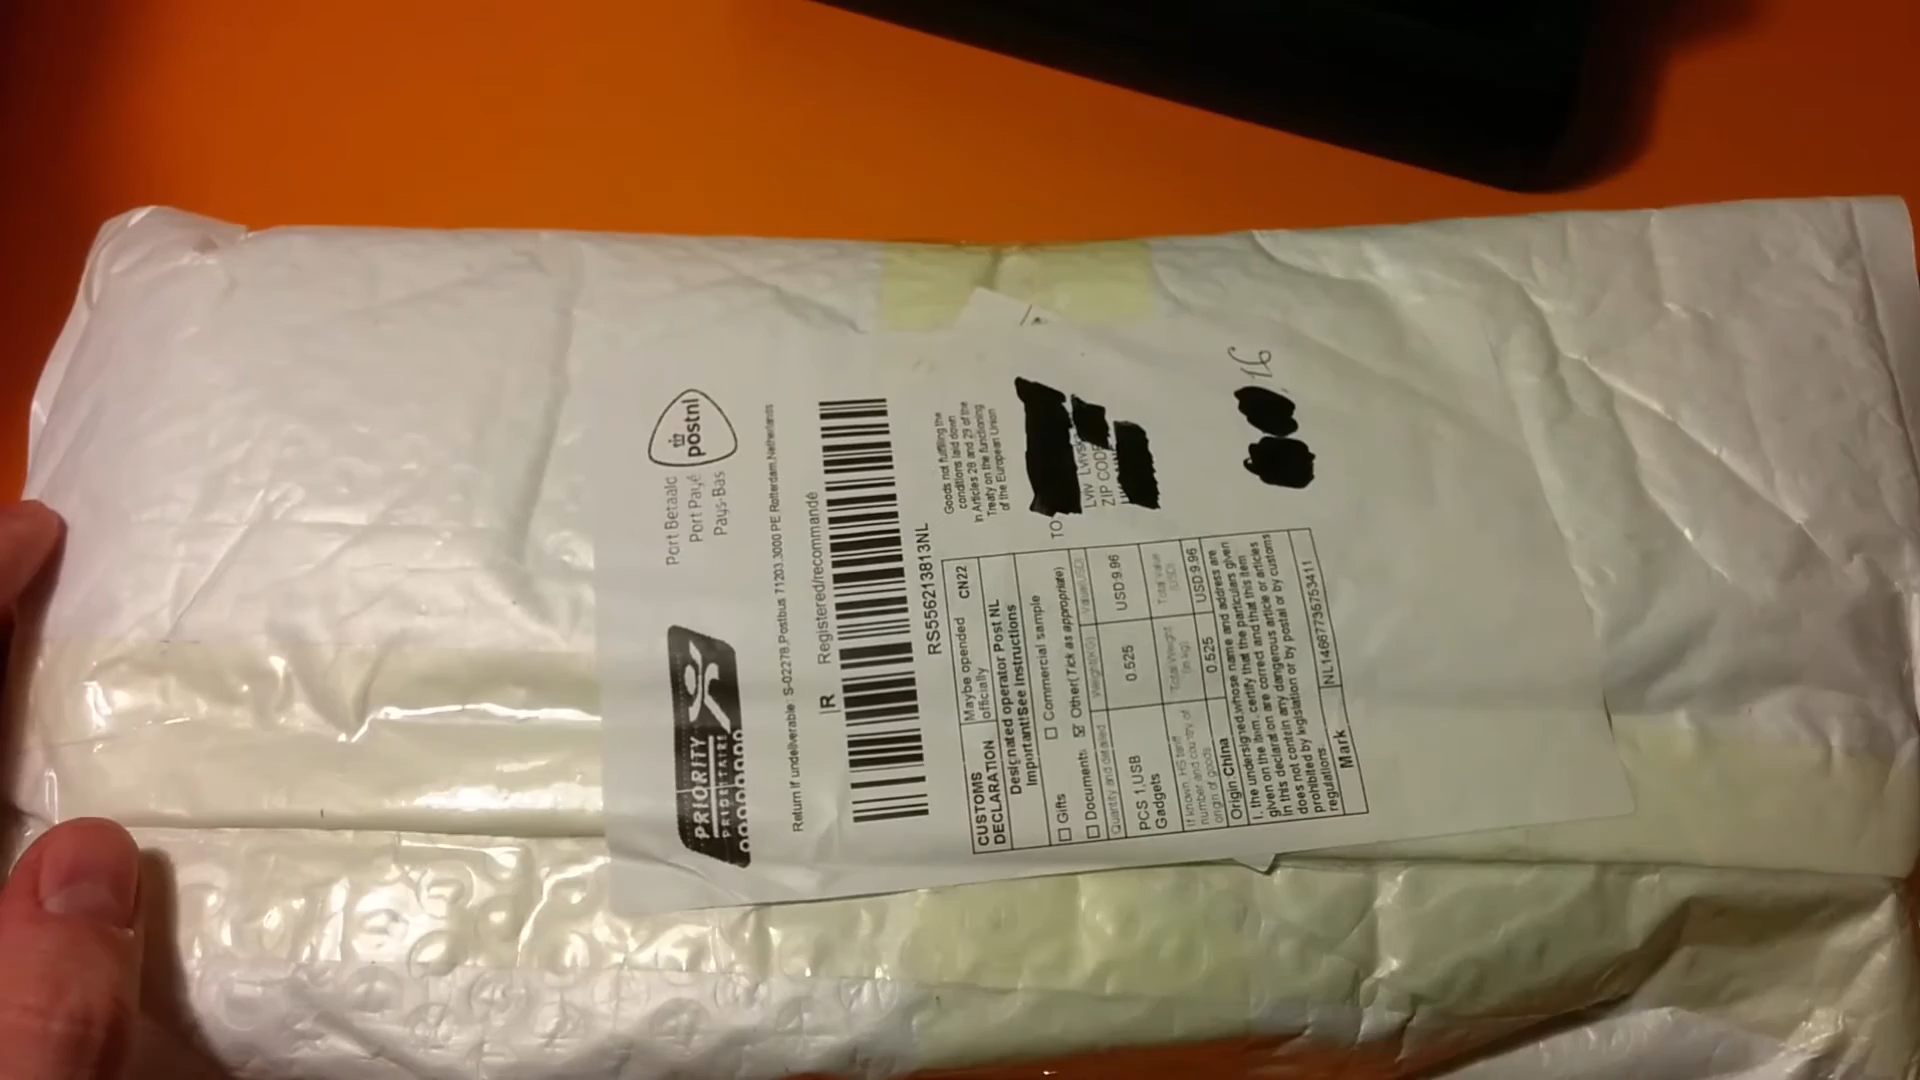 PRIORITY
PRIORITAIRE
Port Betaald
Port Payé
Pays-Bas
postnl
Return if undeliverable: S-02278,Postbus 71203.3000 PE Rotterdam,Netherlands
R Registered/recommandé
RS556213813NL
CUSTOMS
DECLARATION
Maybe opended
officially
CN22
Designated operator Post NL
Important!See Instructions
Gifts
Commercial sample
Documents
Other(Tick as appropriate)
Quantity and detailed
Weight(KG)
Value(USD)
PCS 1,USB
Gadgets
0.525
USD:9.96
If known, HS tariff
number and country of
origin of goods
Total Weight
(in kg)
Total value
(USD)
0.525
USD:9.96
Origin:China
I, the undersigned,whose name and address are
given on the item, certify that the particulars given
in this declaration are correct and that this item
does not contain any dangerous article or articles
prohibited by legislation or by postal or by customs
regulations.
NL14667735753411
Mark
Goods not fulfilling the
conditions laid down
in Articles 28 and 29 of the
Treaty on the functioning
of the European Union
TO
Lviv
ZIP CODE